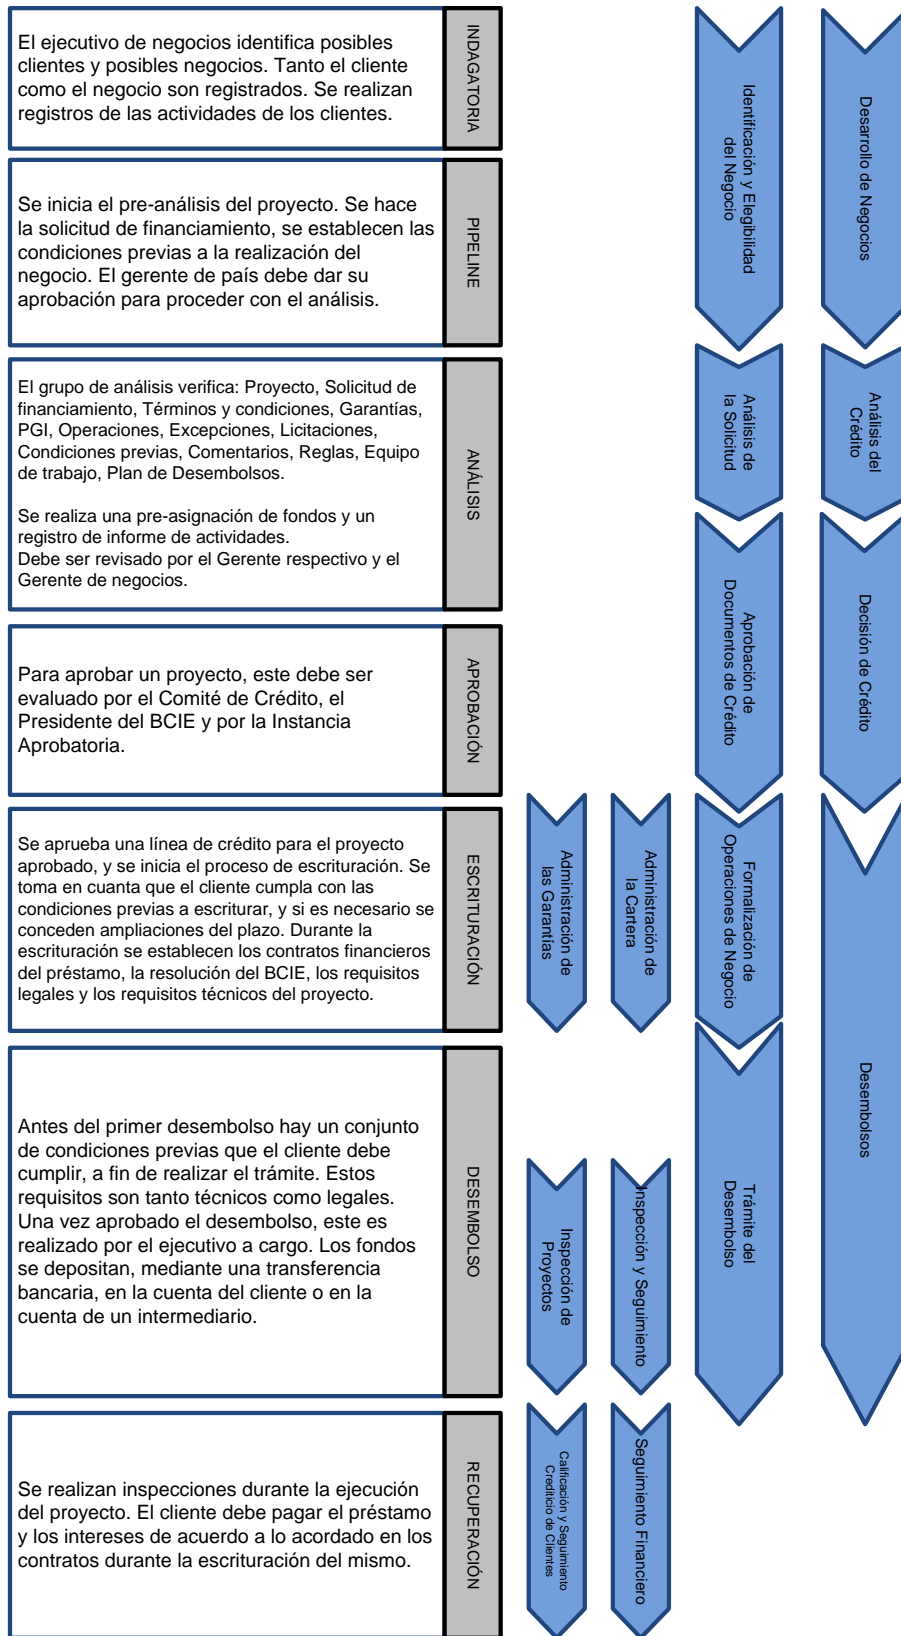 El ejecutivo de negocios identifica posibles
clientes y posibles negocios. Tanto el cliente
como el negocio son registrados. Se realizan
registros de las actividades de los clientes.
INDAGATORIA
Se inicia el pre-análisis del proyecto. Se hace
la solicitud de financiamiento, se establecen las
condiciones previas a la realización del
negocio. El gerente de país debe dar su
aprobación para proceder con el análisis.
PIPELINE
Identificación y Elegibilidad
del Negocio
Desarrollo de Negocios
El grupo de análisis verifica: Proyecto, Solicitud de
financiamiento, Términos y condiciones, Garantías,
PGI, Operaciones, Excepciones, Licitaciones,
Condiciones previas, Comentarios, Reglas, Equipo
de trabajo, Plan de Desembolsos.
Se realiza una pre-asignación de fondos y un
registro de informe de actividades.
Debe ser revisado por el Gerente respectivo y el
Gerente de negocios.
ANÁLISIS
Análisis de
la Solicitud
Análisis del
Crédito
Para aprobar un proyecto, este debe ser
evaluado por el Comité de Crédito, el
Presidente del BCIE y por la Instancia
Aprobatoria.
APROBACIÓN
Aprobación de
Documentos de Crédito
Decisión de Crédito
Se aprueba una línea de crédito para el proyecto
aprobado, y se inicia el proceso de escrituración. Se
toma en cuanta que el cliente cumpla con las
condiciones previas a escriturar, y si es necesario se
conceden ampliaciones del plazo. Durante la
escrituración se establecen los contratos financieros
del préstamo, la resolución del BCIE, los requisitos
legales y los requisitos técnicos del proyecto.
ESCRITURACIÓN
Administración de
las Garantías
Administración de
la Cartera
Formalización de
Operaciones de Negocio
Antes del primer desembolso hay un conjunto
de condiciones previas que el cliente debe
cumplir, a fin de realizar el trámite. Estos
requisitos son tanto técnicos como legales.
Una vez aprobado el desembolso, este es
realizado por el ejecutivo a cargo. Los fondos
se depositan, mediante una transferencia
bancaria, en la cuenta del cliente o en la
cuenta de un intermediario.
DESEMBOLSO
Inspección de
Proyectos
Inspección y Seguimiento
Trámite del
Desembolso
Desembolsos
Se realizan inspecciones durante la ejecución
del proyecto. El cliente debe pagar el préstamo
y los intereses de acuerdo a lo acordado en los
contratos durante la escrituración del mismo.
RECUPERACIÓN
Calificación y Seguimiento
Crediticio de Clientes
Seguimiento Financiero